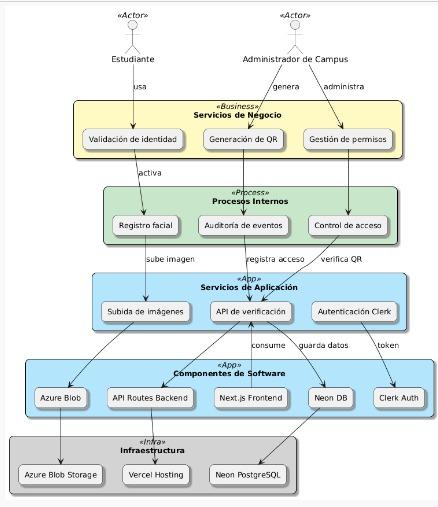 «Actor»
«Actor»
Estudiante
Administrador de Campus
usa
genera
administra
«Business»
Servicios de Negocio
Validación de identidad
Generación de QR
Gestión de permisos
activa
«Process»
Procesos Internos
Registro facial
Auditoría de eventos
Control de acceso
sube imagen
registra acceso
verifica QR
«App»
Servicios de Aplicación
Subida de imágenes
API de verificación
Autenticación Clerk
consume
guarda datos
token
«App»
Componentes de Software
Azure Blob
API Routes Backend
Next.js Frontend
Neon DB
Clerk Auth
«Infra»
Infraestructura
Azure Blob Storage
Vercel Hosting
Neon PostgreSQL